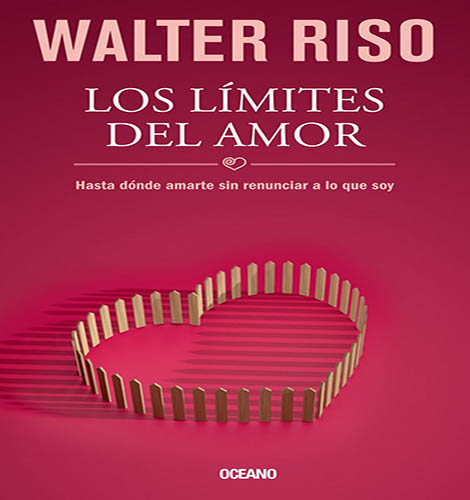 WALTER RISO
LOS LÍMITES
DEL AMOR
Hasta dónde amarte sin renunciar a lo que soy
OCEANO